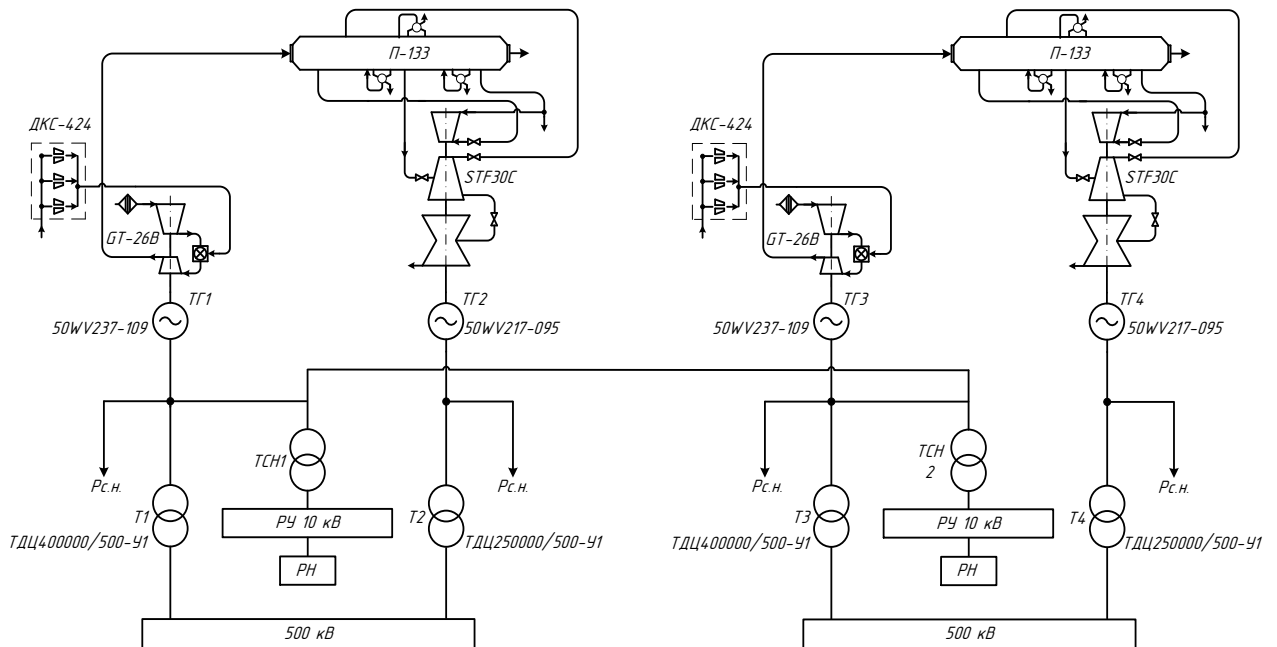 П-133
П-133
ДКС-424
ДКС-424
STF30C
STF30C
GT-26B
GT-26B
ТГ1
ТГ2
ТГ3
ТГ4
50WV237-109
50WV217-095
50WV237-109
50WV217-095
ТСН1
ТСН
2
Рс.н.
Рс.н.
Рс.н.
Рс.н.
Т1
Т2
Т3
Т4
РУ 10 кВ
РУ 10 кВ
ТДЦ400000/500-У1
ТДЦ250000/500-У1
ТДЦ400000/500-У1
ТДЦ250000/500-У1
РН
РН
500 кВ
500 кВ